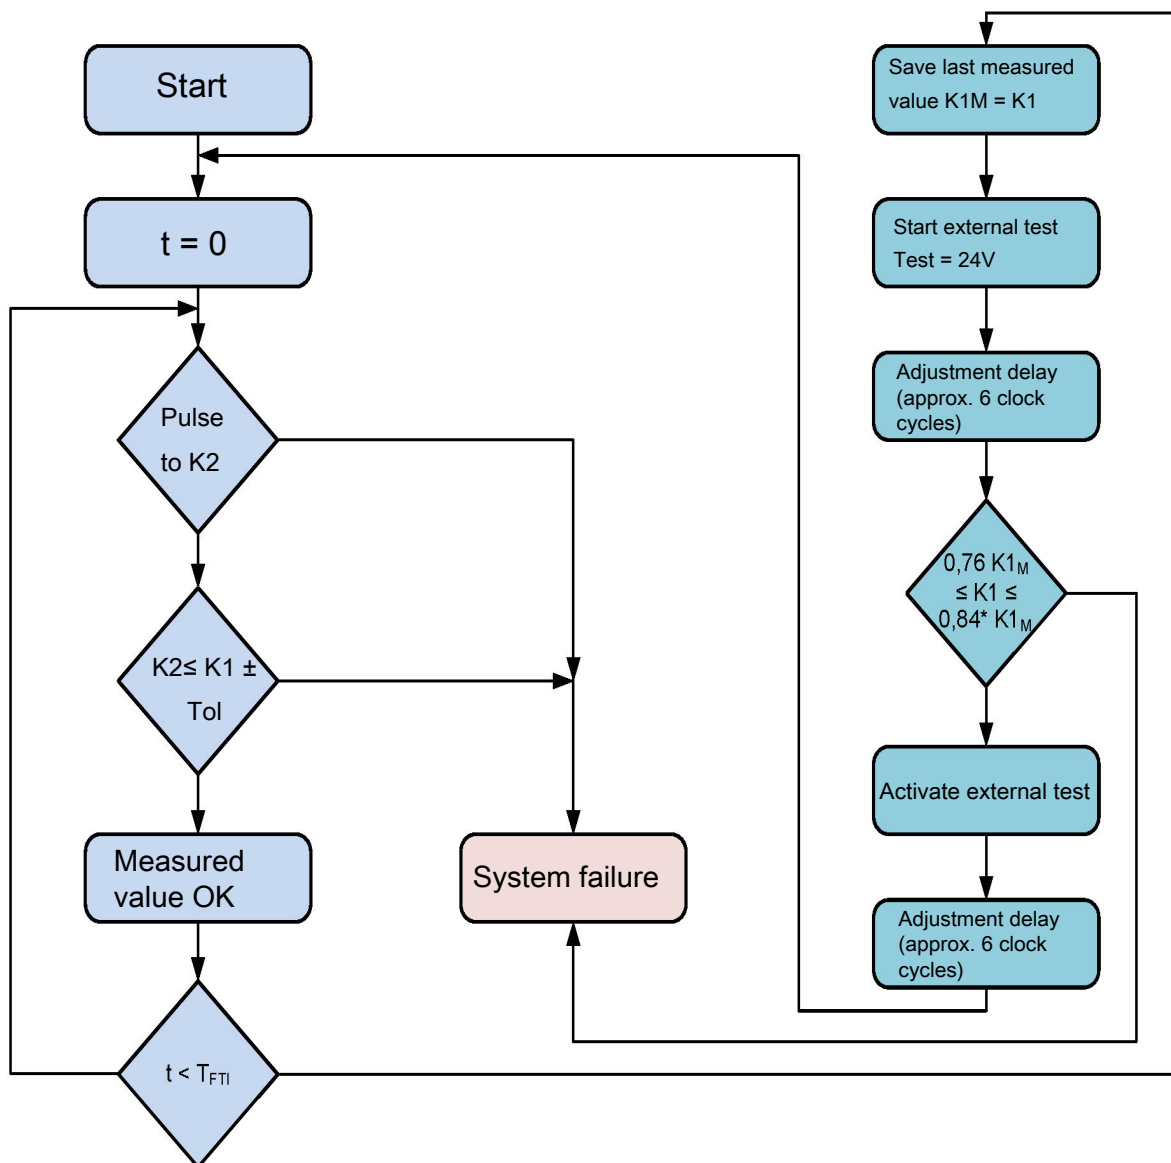 Start
t = 0
Pulse
to K2
K2≤ K1 ±
Tol
Measured
value OK
t < TFTI
System failure
Save last measured
value K1M = K1
Start external test
Test = 24V
Adjustment delay
(approx. 6 clock
cycles)
0,76 K1M
≤ K1 ≤
0,84* K1M
Activate external test
Adjustment delay
(approx. 6 clock
cycles)